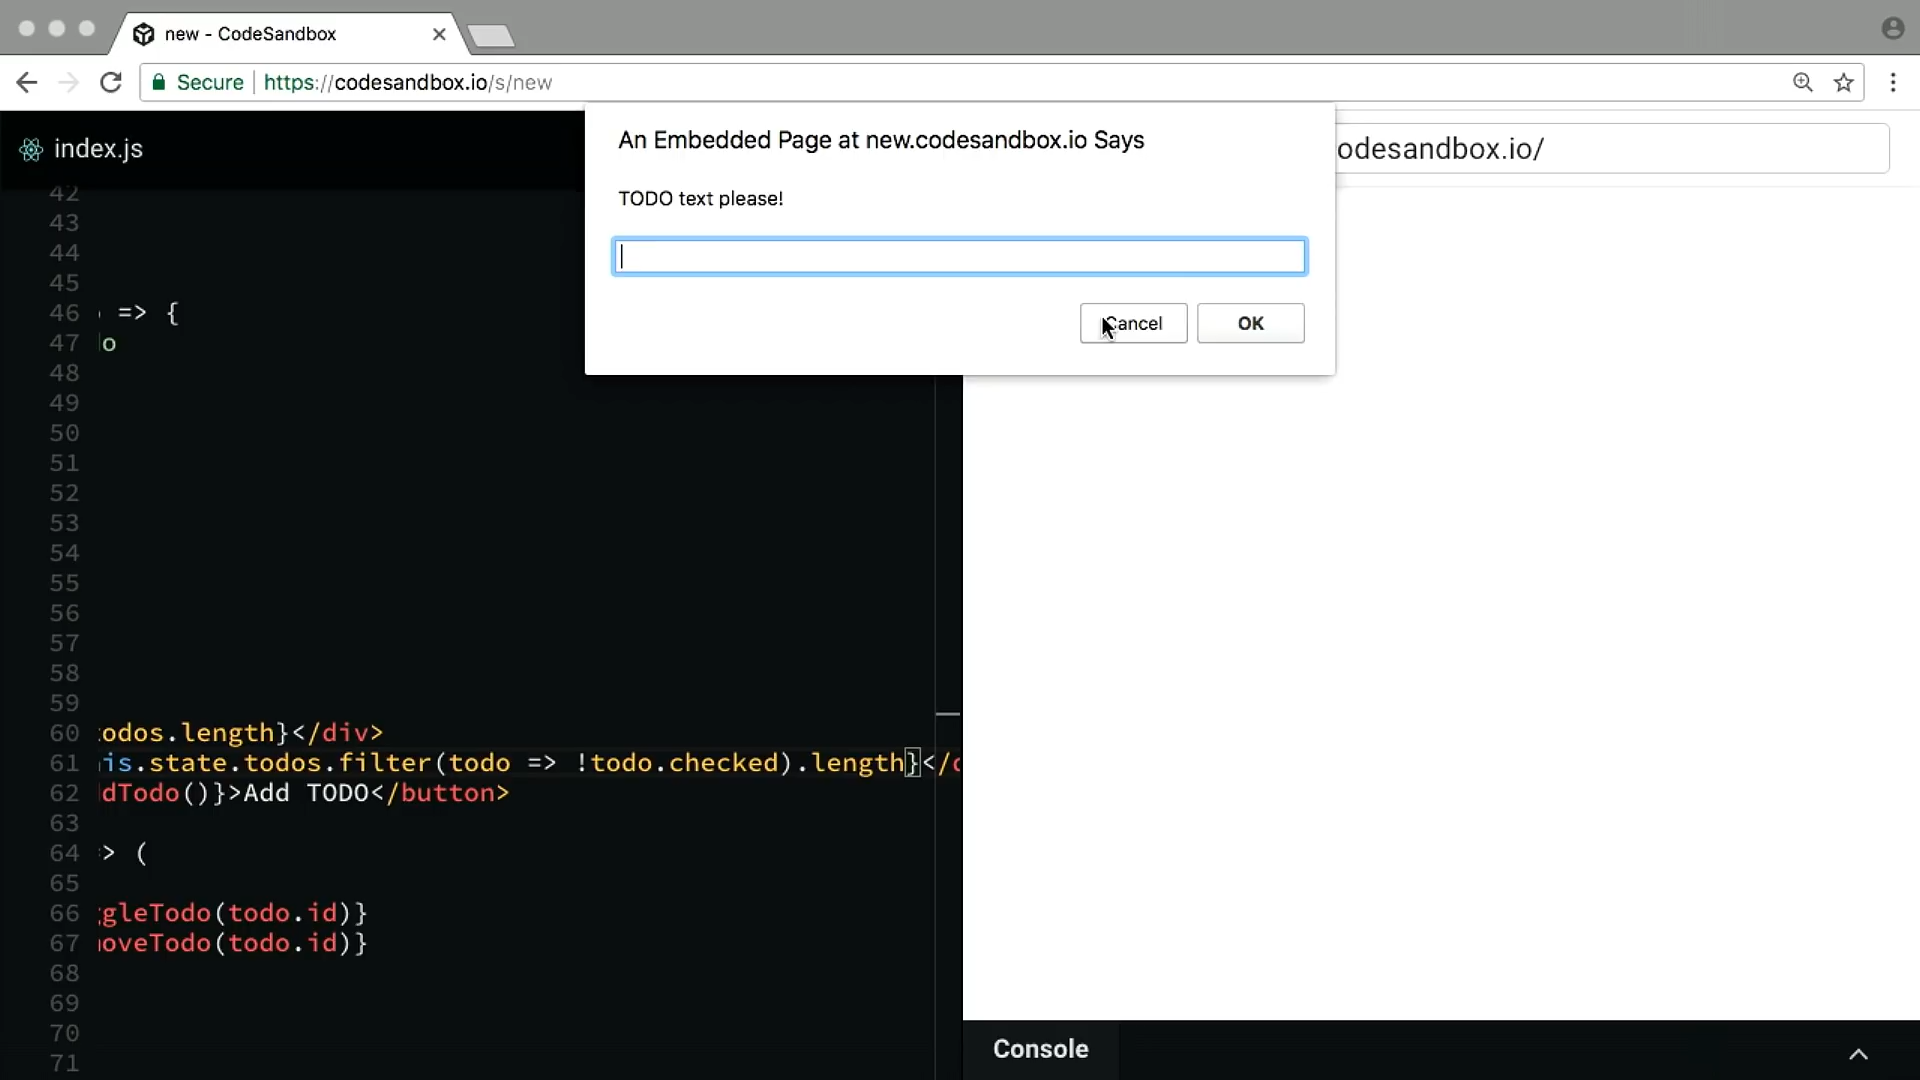 new - CodeSandbox
Secure https://codesandbox.io/s/new
index.js
An Embedded Page at new.codesandbox.io Says
odesandbox.io/
TODO text please!
Cancel OK
42
43
44
45
46 => {
47 o
48
49
50
51
52
53
54
55
56
57
58
59
60 odos.length}</div>
61 is.state.todos.filter(todo => !todo.checked).length}</
62 dTodo()}>Add TODO</button>
63
64 > (
65
66 gleTodo(todo.id)}
67 oveTodo(todo.id)}
68
69
70
71
Console